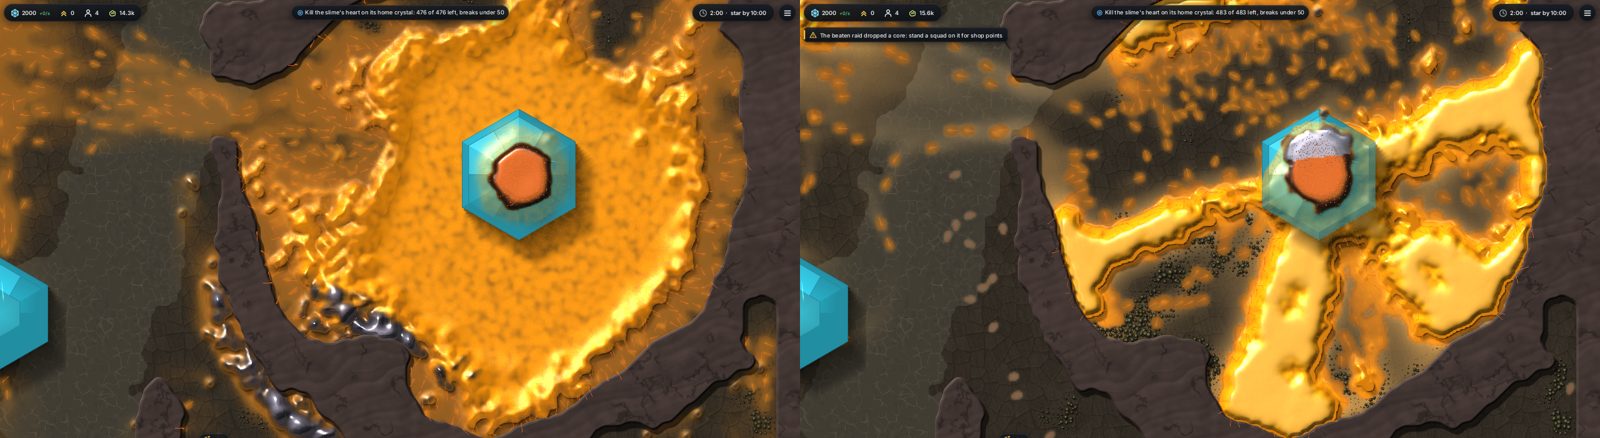 2000 +0/s 0 4 14.3k
Kill the slime's heart on its home crystal: 476 of 476 left, breaks under 50
2:00 · star by 10:00
2000 +0/s 0 4 15.6k
Kill the slime's heart on its home crystal: 483 of 483 left, breaks under 50
2:00 · star by 10:00
The beaten raid dropped a core: stand a squad on it for shop points